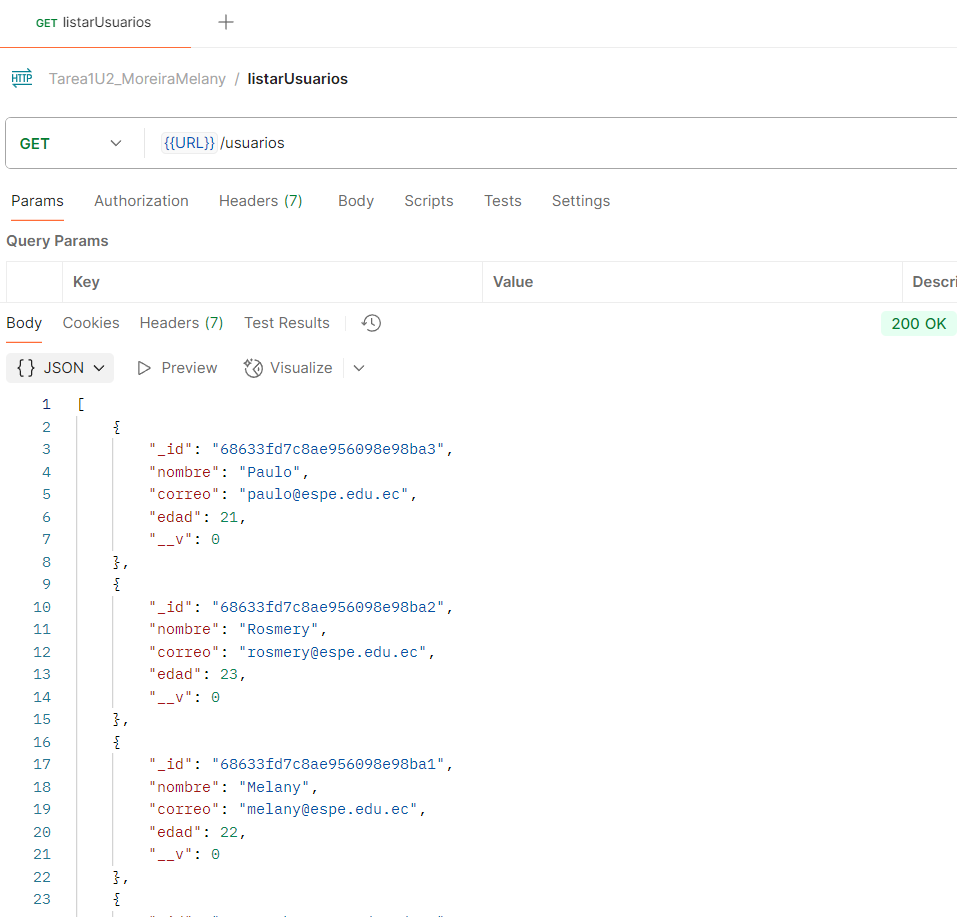 GET listarUsuarios +
HTTP Tarea1U2_MoreiraMelany / listarUsuarios
GET {{URL}} /usuarios
Params Authorization Headers (7) Body Scripts Tests Settings
Query Params
Key Value Descri
Body Cookies Headers (7) Test Results 200 OK
{} JSON Preview Visualize
1 [
2 {
3 "_id": "68633fd7c8ae956098e98ba3",
4 "nombre": "Paulo",
5 "correo": "paulo@espe.edu.ec",
6 "edad": 21,
7 "__v": 0
8 },
9 {
10 "_id": "68633fd7c8ae956098e98ba2",
11 "nombre": "Rosmery",
12 "correo": "rosmery@espe.edu.ec",
13 "edad": 23,
14 "__v": 0
15 },
16 {
17 "_id": "68633fd7c8ae956098e98ba1",
18 "nombre": "Melany",
19 "correo": "melany@espe.edu.ec",
20 "edad": 22,
21 "__v": 0
22 },
23 {